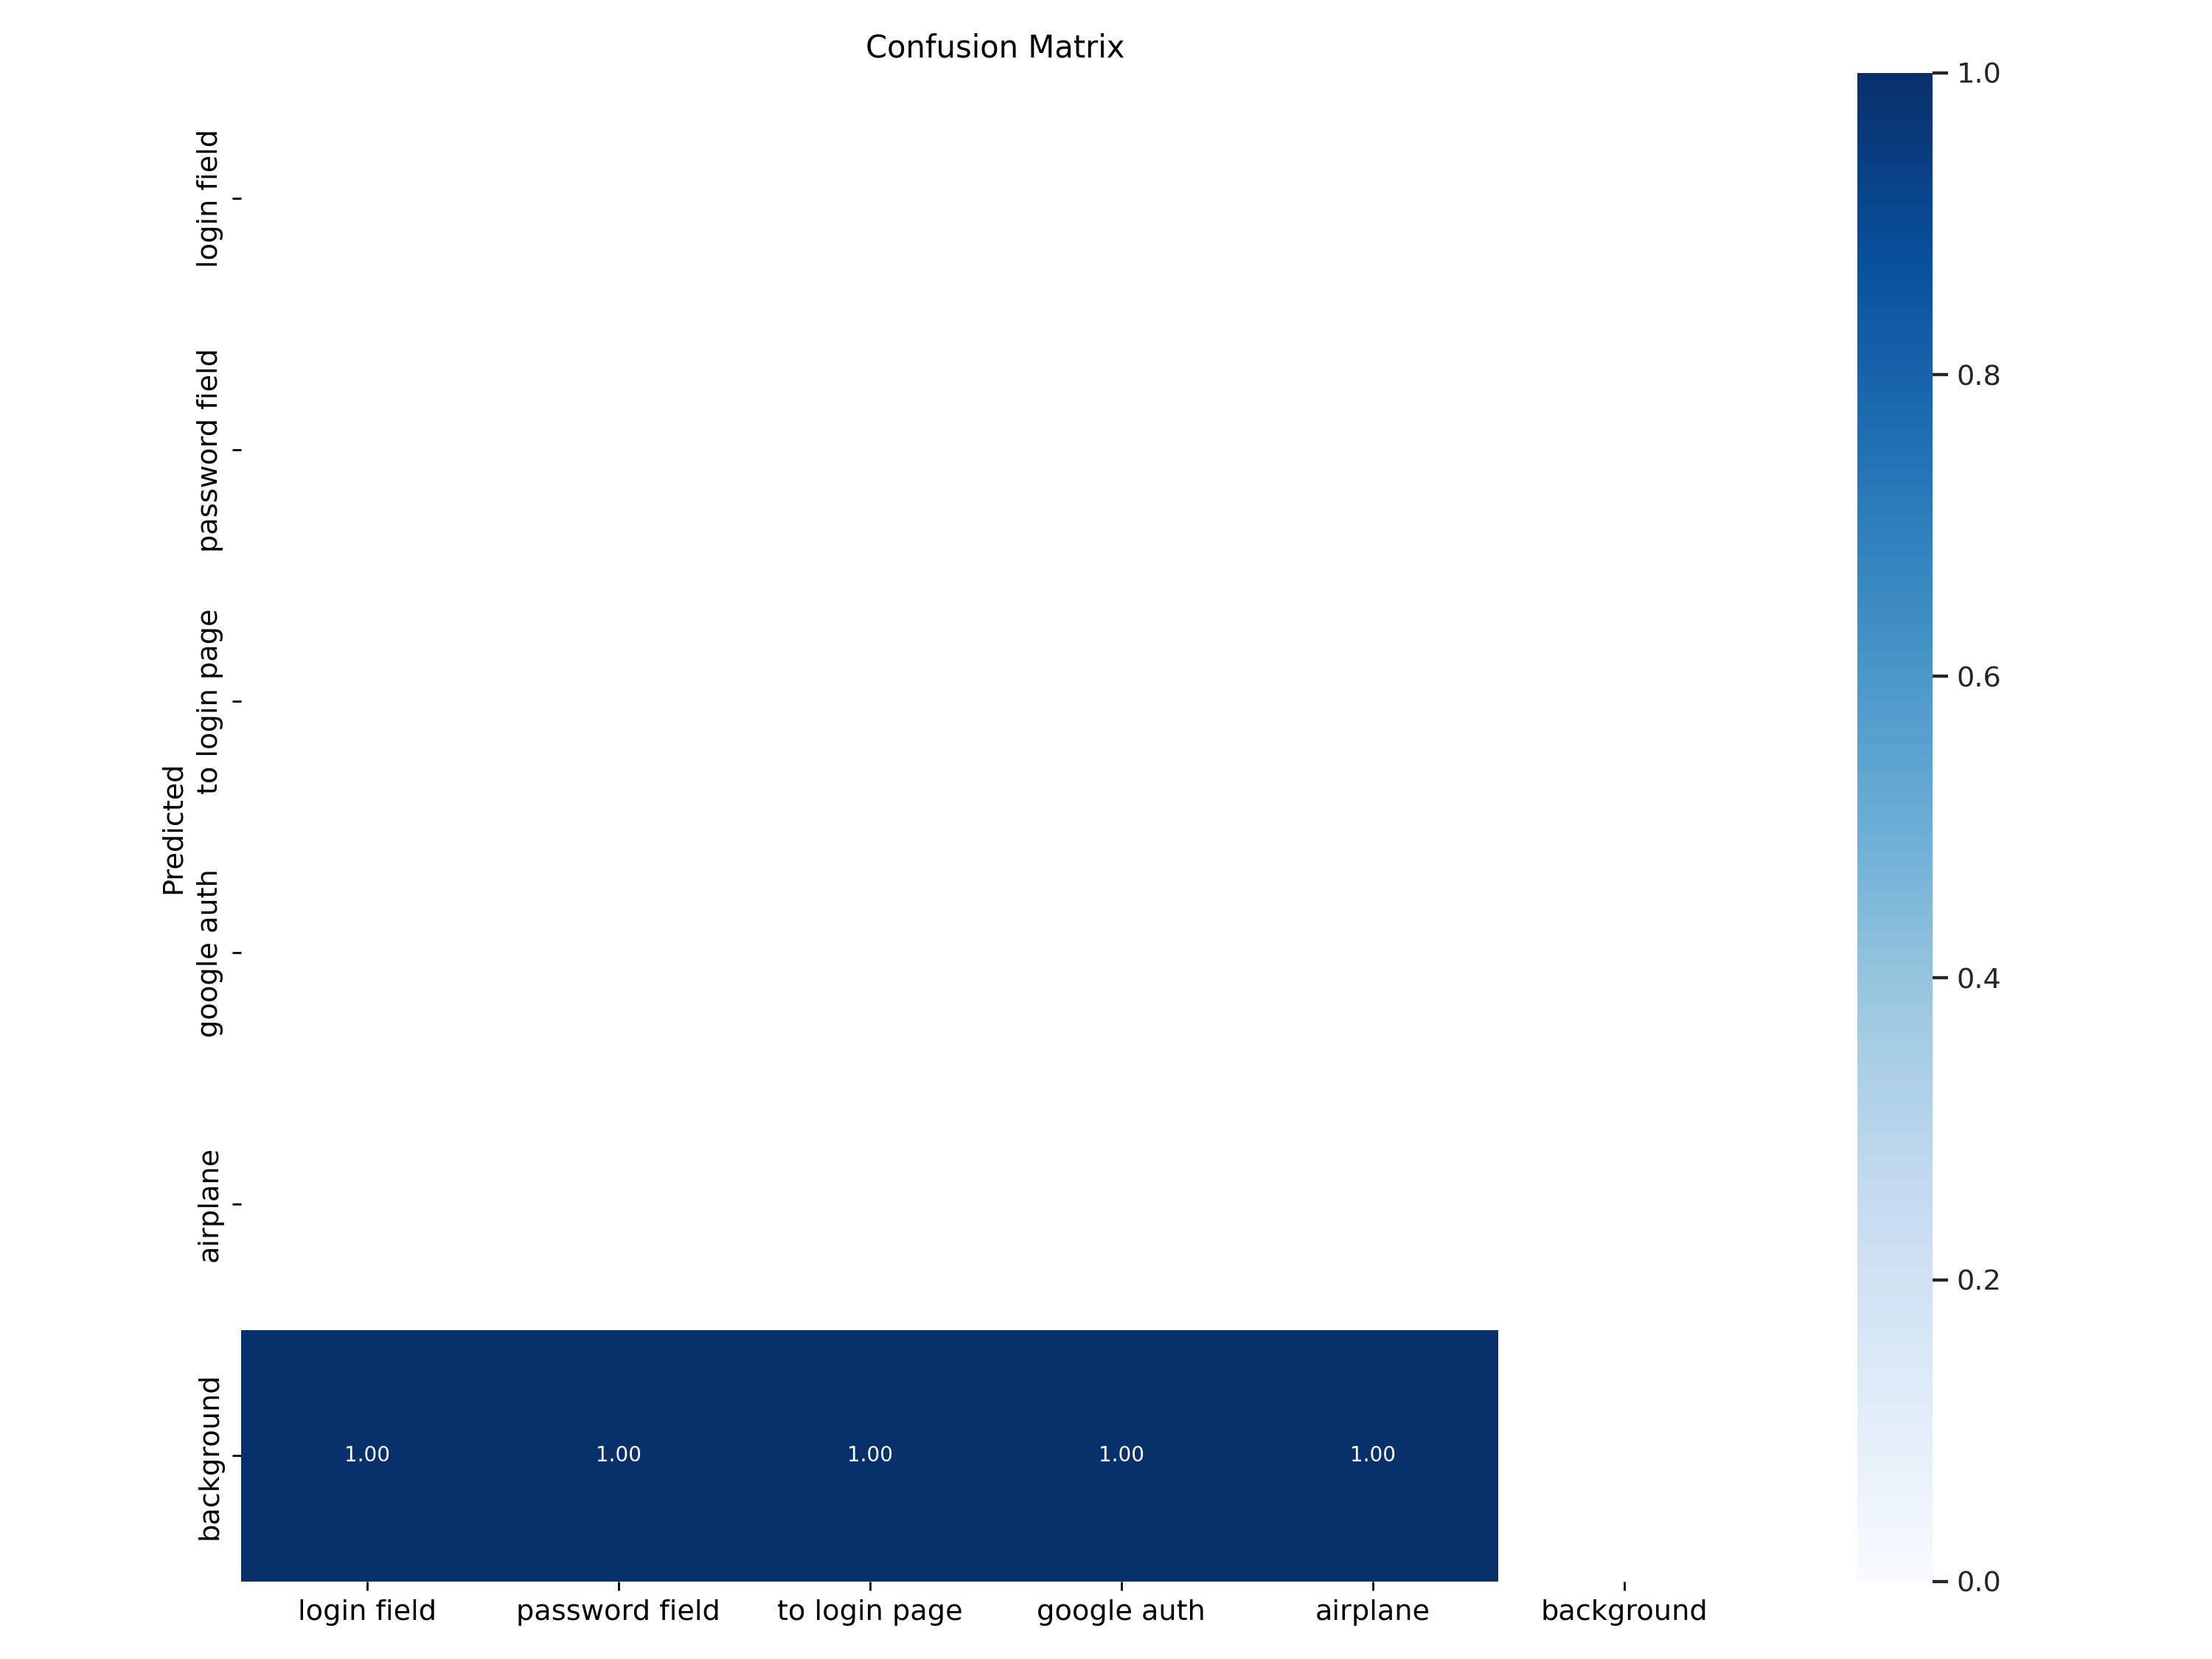 Confusion Matrix
login field
password field
to login page
google auth
airplane
background
Predicted
1.00 1.00 1.00 1.00 1.00
login field password field to login page google auth airplane background
1.0
0.8
0.6
0.4
0.2
0.0